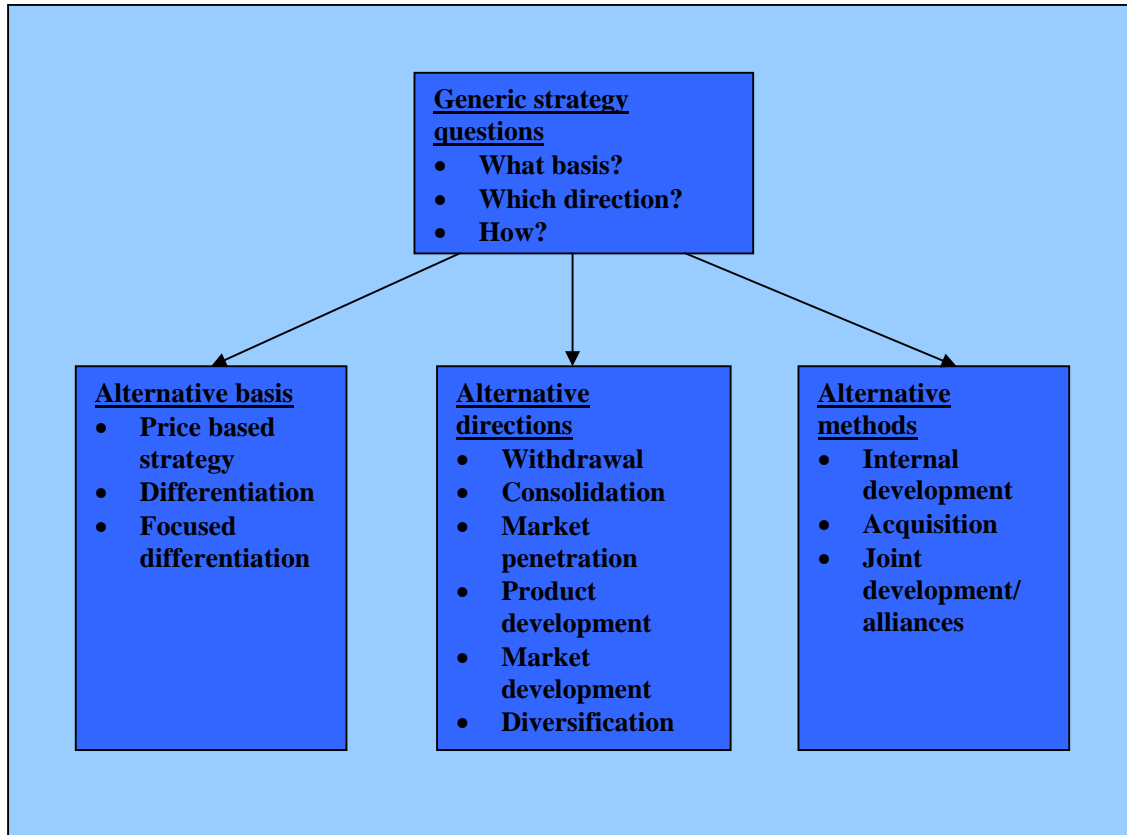 Generic strategy
questions
• What basis?
• Which direction?
• How?
Alternative basis
• Price based
strategy
• Differentiation
• Focused
differentiation
Alternative
directions
• Withdrawal
• Consolidation
• Market
penetration
• Product
development
• Market
development
• Diversification
Alternative
methods
• Internal
development
• Acquisition
• Joint
development/
alliances